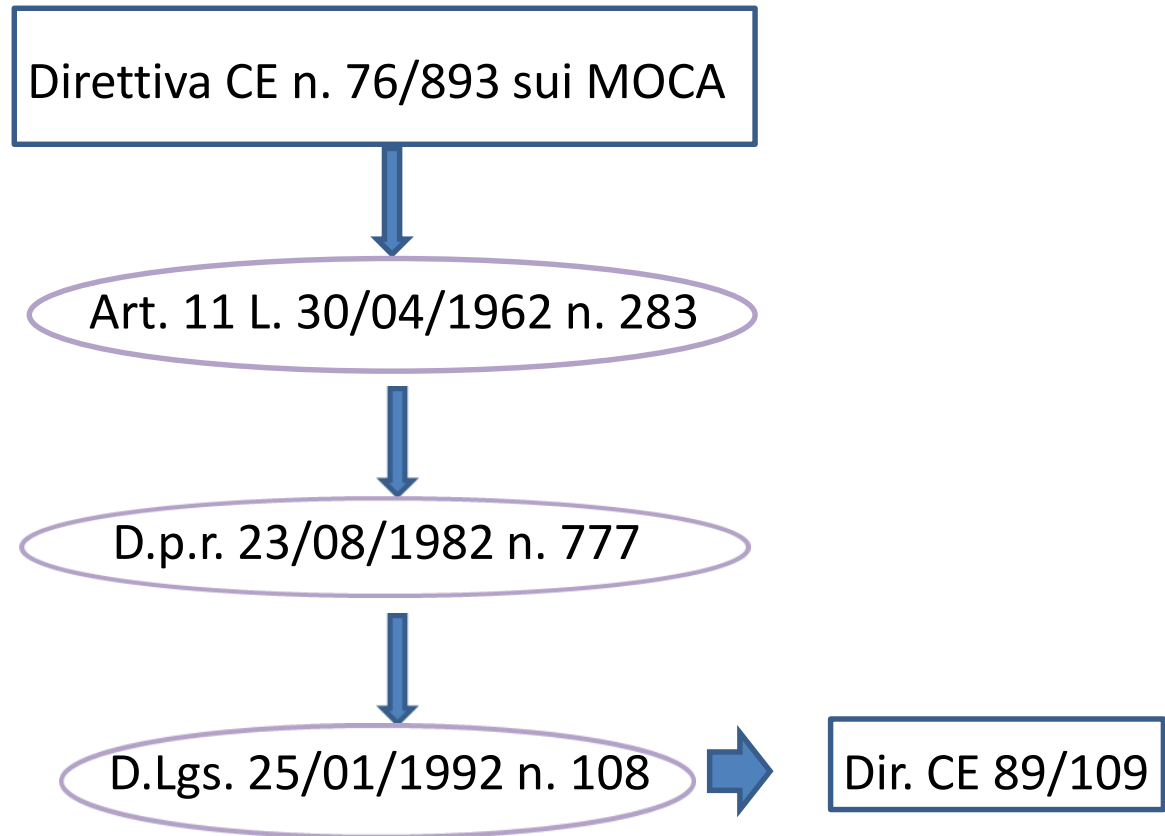 Direttiva CE n. 76/893 sui MOCA
Art. 11 L. 30/04/1962 n. 283
D.p.r. 23/08/1982 n. 777
D.Lgs. 25/01/1992 n. 108
Dir. CE 89/109